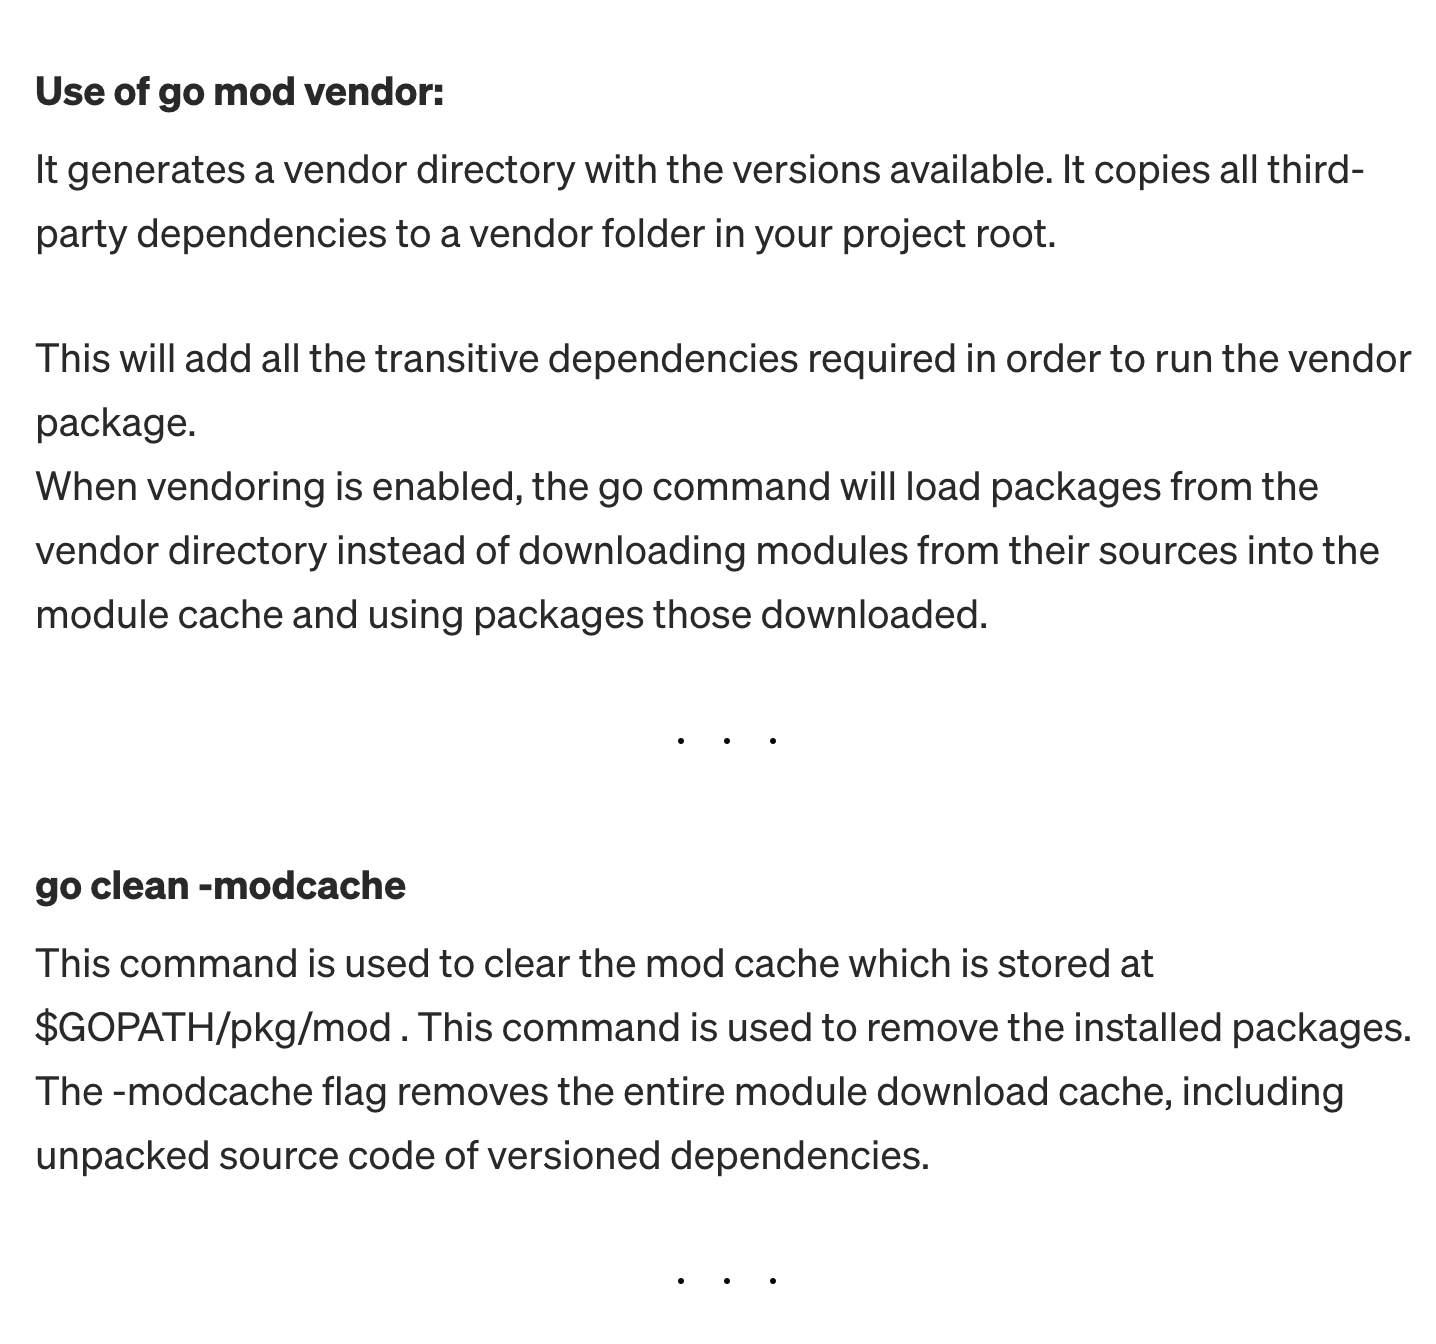 Use of go mod vendor:
It generates a vendor directory with the versions available. It copies all third-
party dependencies to a vendor folder in your project root.
This will add all the transitive dependencies required in order to run the vendor
package.
When vendoring is enabled, the go command will load packages from the
vendor directory instead of downloading modules from their sources into the
module cache and using packages those downloaded.
. . .
go clean -modcache
This command is used to clear the mod cache which is stored at
$GOPATH/pkg/mod . This command is used to remove the installed packages.
The -modcache flag removes the entire module download cache, including
unpacked source code of versioned dependencies.
. . .